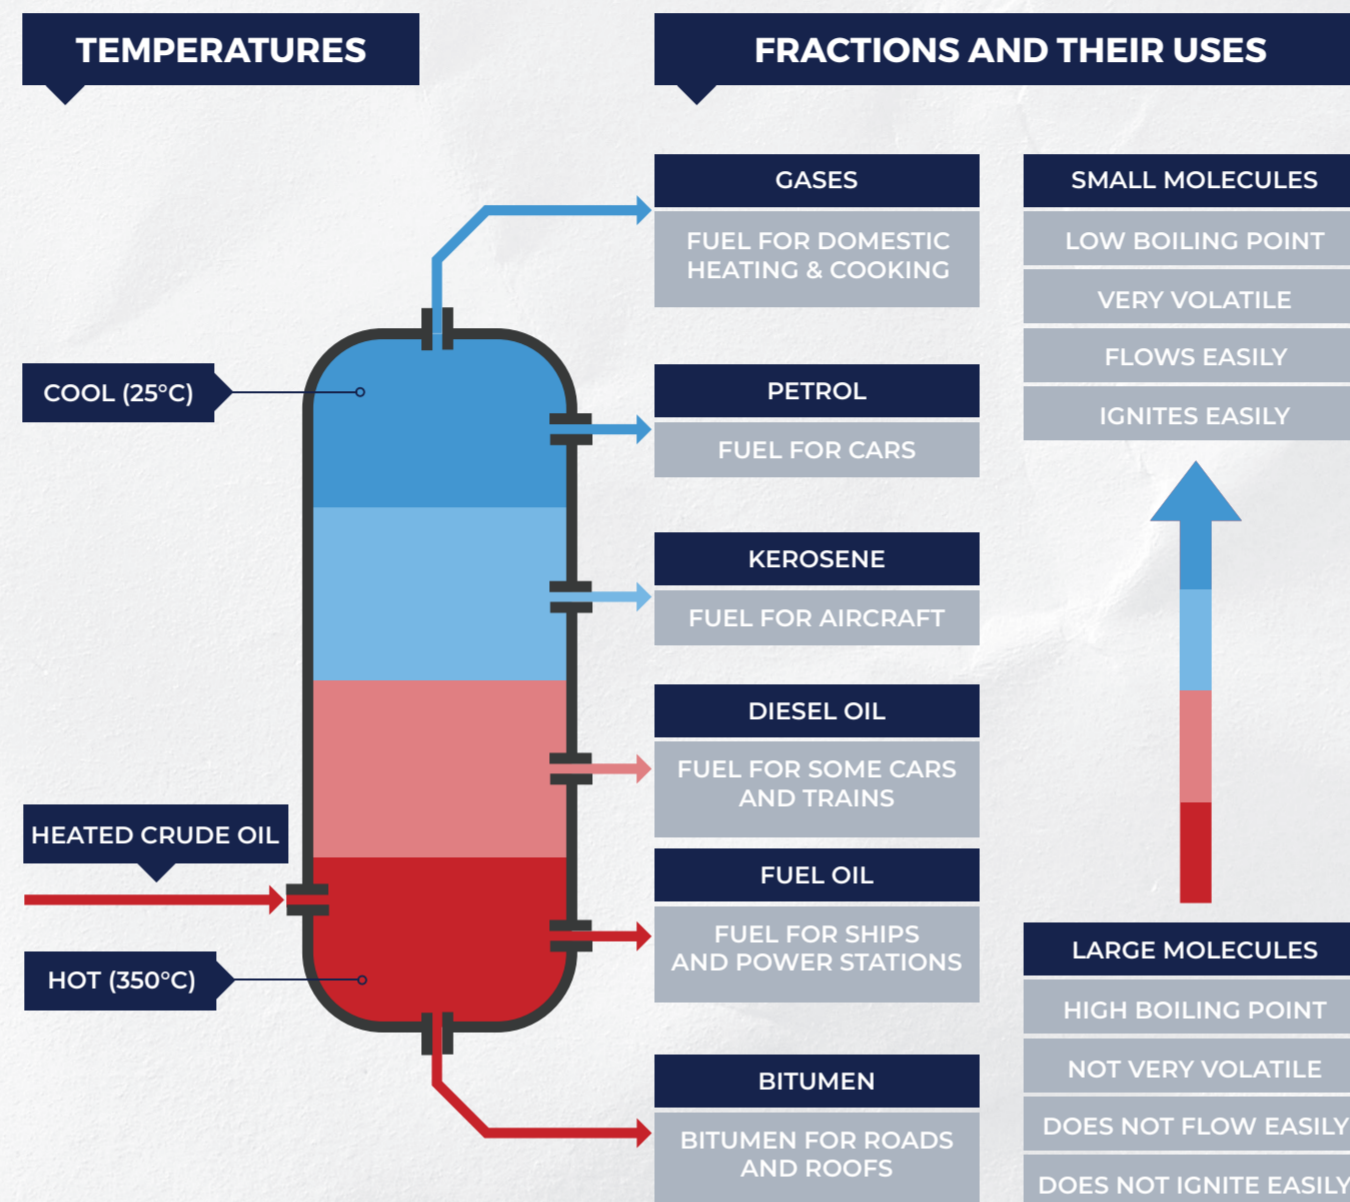 TEMPERATURES
FRACTIONS AND THEIR USES
GASES
FUEL FOR DOMESTIC
HEATING & COOKING
SMALL MOLECULES
LOW BOILING POINT
VERY VOLATILE
FLOWS EASILY
IGNITES EASILY
COOL (25°C)
PETROL
FUEL FOR CARS
KEROSENE
FUEL FOR AIRCRAFT
DIESEL OIL
FUEL FOR SOME CARS
AND TRAINS
HEATED CRUDE OIL
FUEL OIL
FUEL FOR SHIPS
AND POWER STATIONS
HOT (350°C)
LARGE MOLECULES
HIGH BOILING POINT
NOT VERY VOLATILE
DOES NOT FLOW EASILY
DOES NOT IGNITE EASILY
BITUMEN
BITUMEN FOR ROADS
AND ROOFS